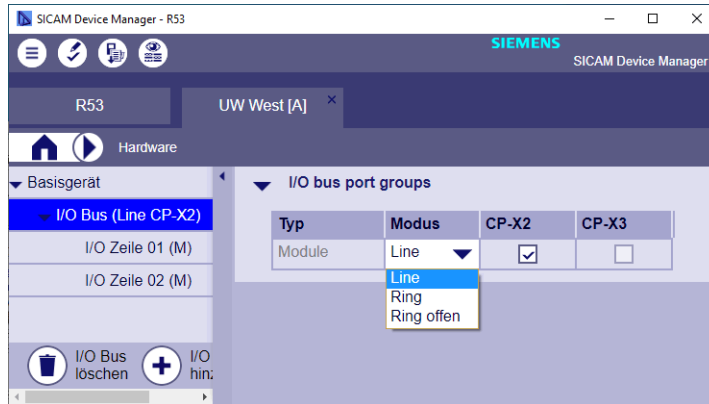 SICAM Device Manager - R53
SIEMENS
SICAM Device Manager
R53
UW West [A]
Hardware
Basisgerät
I/O Bus (Line CP-X2)
I/O Zeile 01 (M)
I/O Zeile 02 (M)
I/O Bus löschen
I/O hinz
I/O bus port groups
Typ Modus CP-X2 CP-X3
Module Line
Line
Ring
Ring offen